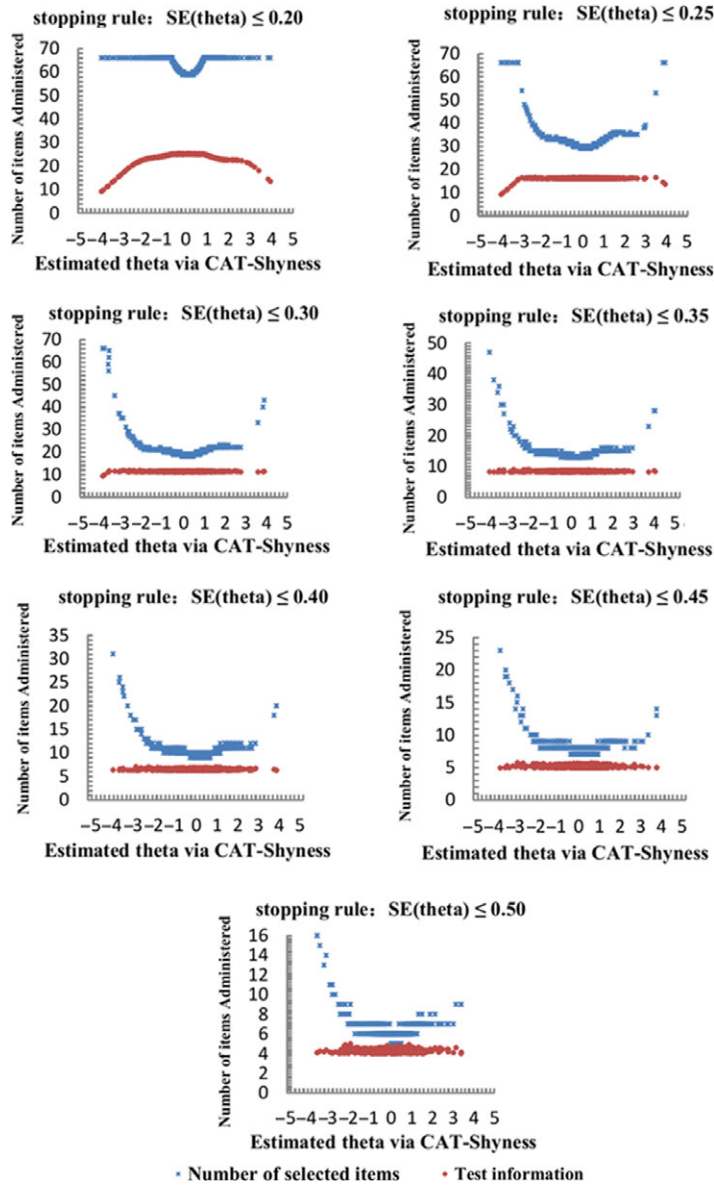 stopping rule： SE(theta) ≤ 0.20
Number of items Administered
70
60
50
40
30
20
10
0
−5−4−3−2−1 0 1 2 3 4 5
Estimated theta via CAT-Shyness
stopping rule： SE(theta) ≤ 0.25
Number of items Administered
70
60
50
40
30
20
10
0
−5−4−3−2−1 0 1 2 3 4 5
Estimated theta via CAT-Shyness
stopping rule： SE(theta) ≤ 0.30
Number of items Administered
70
60
50
40
30
20
10
0
−5−4−3−2−1 0 1 2 3 4 5
Estimated theta via CAT-Shyness
stopping rule： SE(theta) ≤ 0.35
Number of items Administered
50
40
30
20
10
0
−5−4−3−2−1 0 1 2 3 4 5
Estimated theta via CAT-Shyness
stopping rule： SE(theta) ≤ 0.40
Number of items Administered
35
30
25
20
15
10
5
0
−5−4−3−2−1 0 1 2 3 4 5
Estimated theta via CAT-Shyness
stopping rule： SE(theta) ≤ 0.45
Number of items Administered
25
20
15
10
5
0
−5−4−3−2−1 0 1 2 3 4 5
Estimated theta via CAT-Shyness
stopping rule： SE(theta) ≤ 0.50
Number of items Administered
16
14
12
10
8
6
4
2
0
−5−4−3−2−1 0 1 2 3 4 5
Estimated theta via CAT-Shyness
Number of selected items Test information